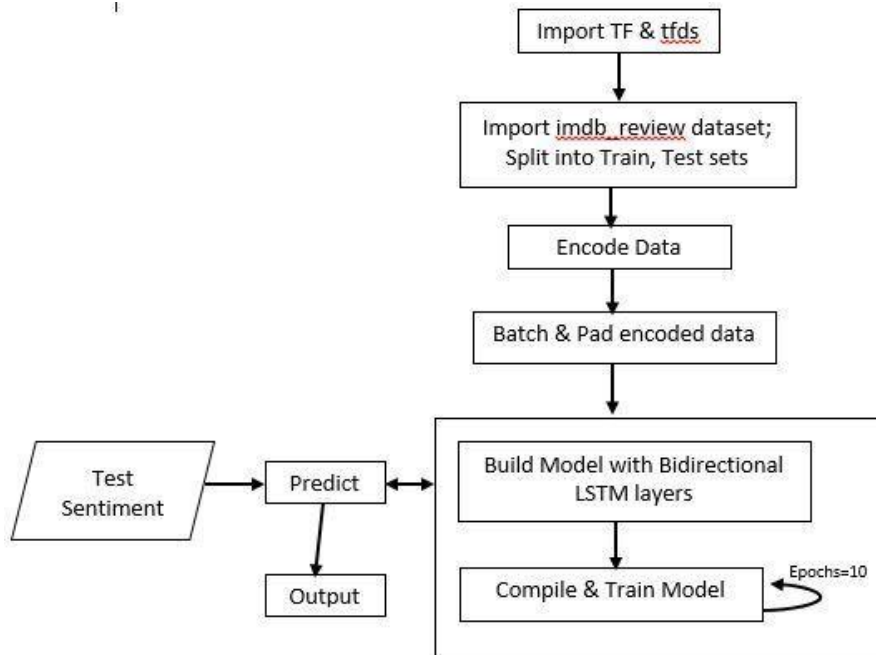 Import TF & tfds
Import imdb_review dataset;
Split into Train, Test sets
Encode Data
Batch & Pad encoded data
Test
Sentiment
Predict
Build Model with Bidirectional
LSTM layers
Output
Compile & Train Model
Epochs=10